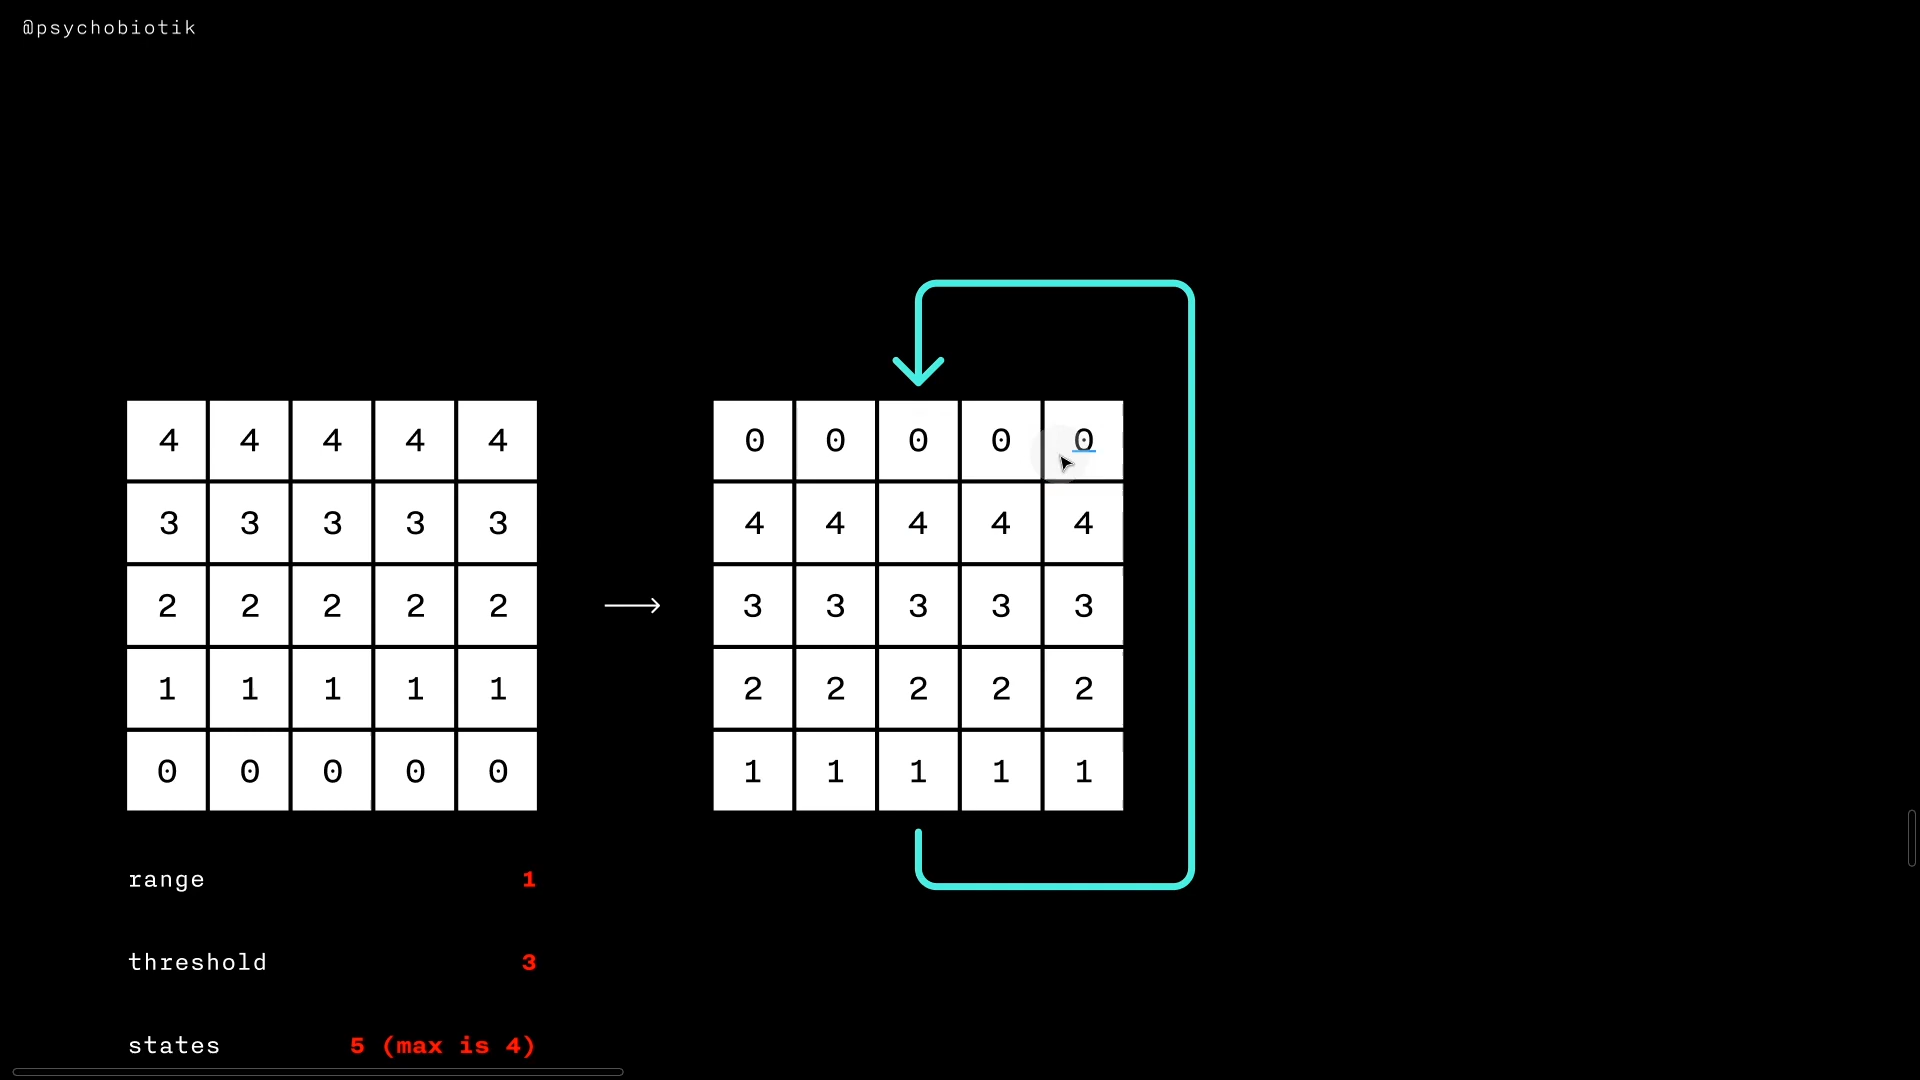 @psychobiotik
4 4 4 4 4
3 3 3 3 3
2 2 2 2 2
1 1 1 1 1
0 0 0 0 0
0 0 0 0 0
4 4 4 4 4
3 3 3 3 3
2 2 2 2 2
1 1 1 1 1
range 1
threshold 3
states 5 (max is 4)